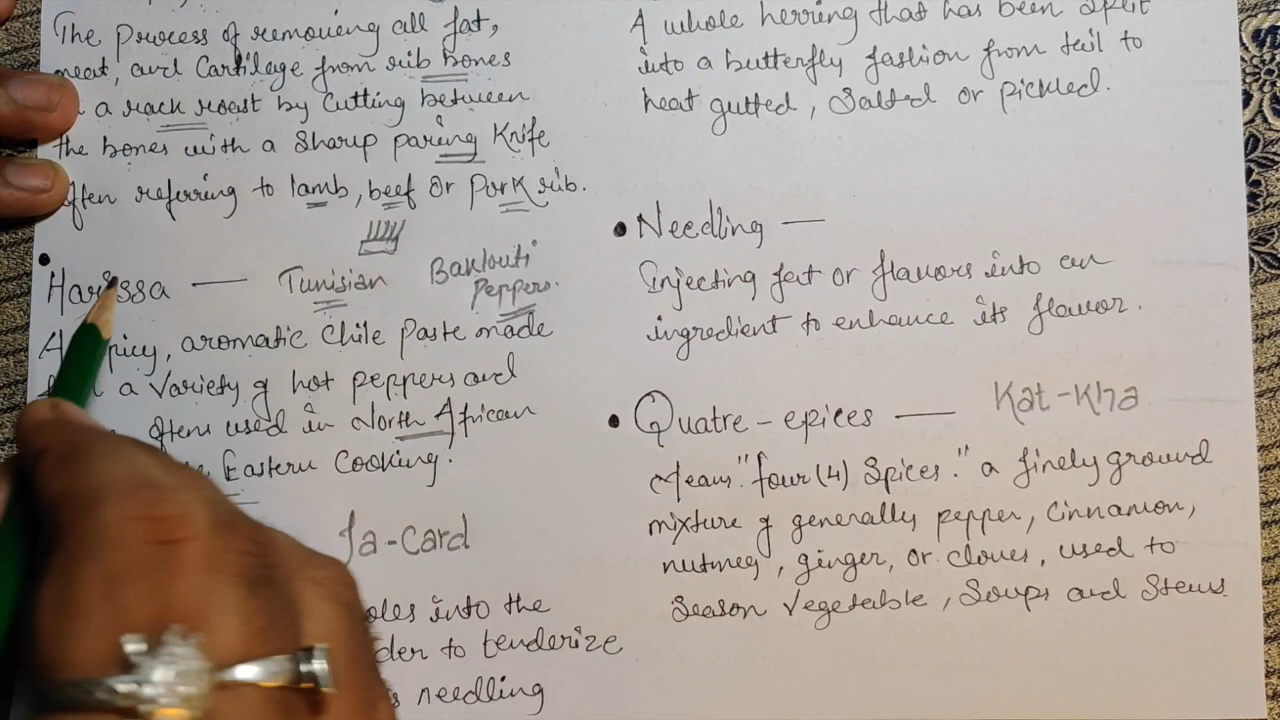 The process of removing all fat,
meat, and Cartilage from rib bones
a rack roast by Cutting between
the bones with a Sharp paring Knife
often referring to lamb, beef or Pork rib.
Harissa — Tunisian Baklouti
Peppers.
A spicy, aromatic Chile Paste made
a Variety of hot peppers and
often used in North African
Eastern Cooking.
Ja-card
oles into the
der to tenderize
needling
A whole herring that has been Split
into a butterfly fashion from tail to
heat gutted, Salted or pickled.
Needling —
Injecting fat or flavors into an
ingredient to enhance its flavor.
Quatre-epices — Kat-Kha
Means "four (4) Spices." a finely ground
mixture of generally pepper, Cinnamon,
nutmeg, ginger, or cloves, used to
Season Vegetable, Soups and Stews.